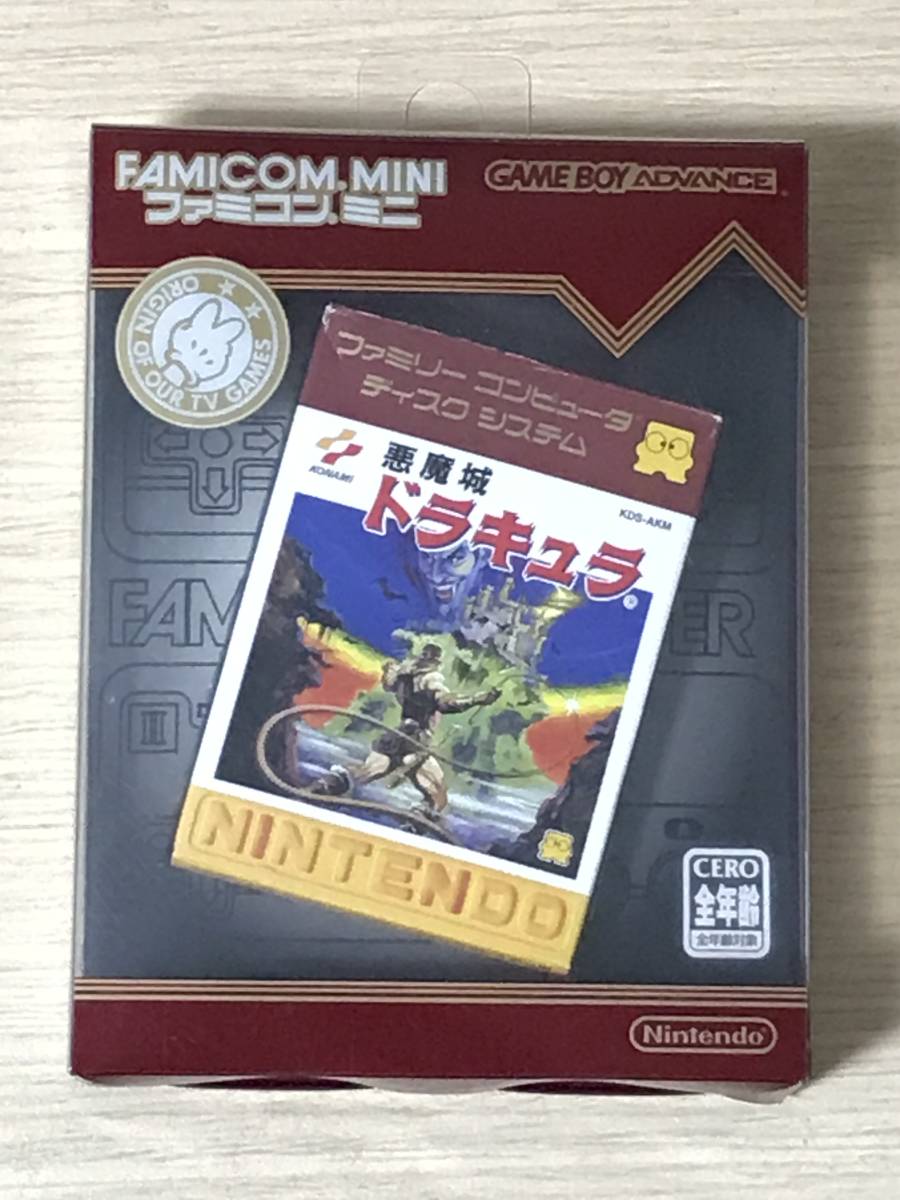 FAMICOM MINI
ファミコンミニ
GAME BOY ADVANCE
ORIGIN OF OUR TV GAMES
ファミリー コンピュータ
ディスク システム
KONAMI
悪魔城
ドラキュラ
KDS-AKM
FAM
ER
II
NINTENDO
CERO
全年齢
全年齢対象
Nintendo